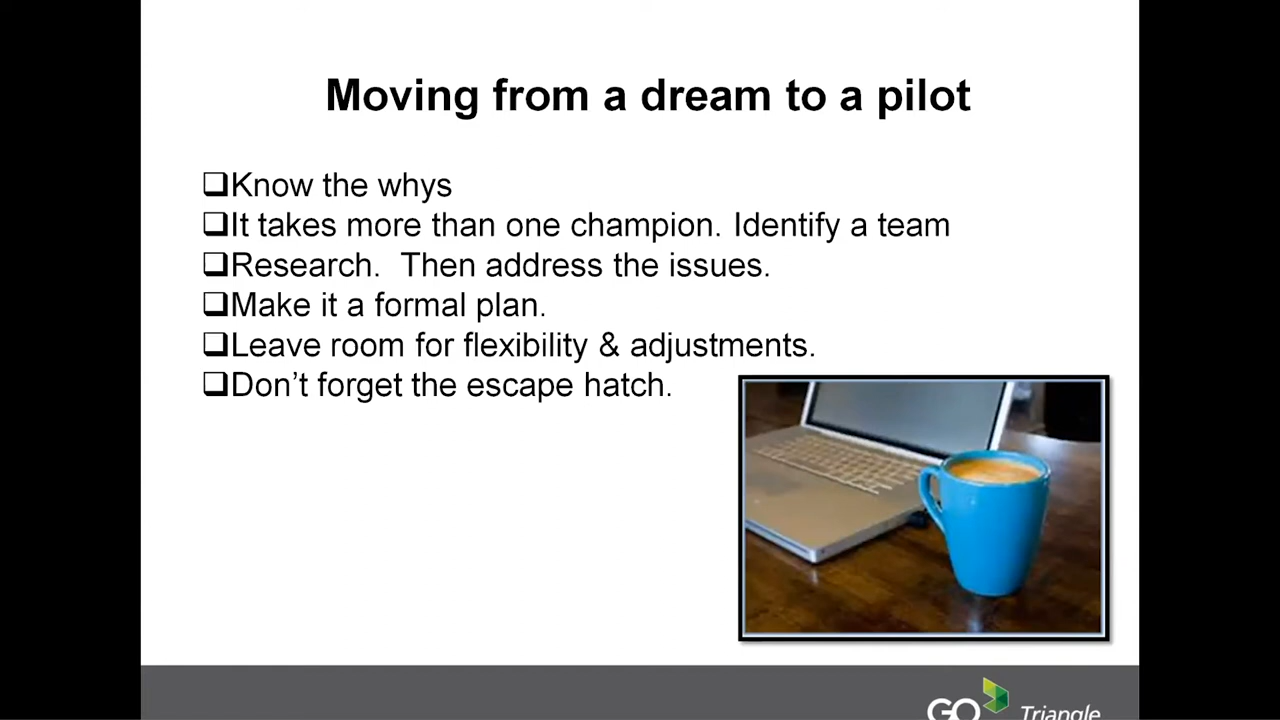 Moving from a dream to a pilot
❑Know the whys
❑It takes more than one champion. Identify a team
❑Research.  Then address the issues.
❑Make it a formal plan.
❑Leave room for flexibility & adjustments.
❑Don’t forget the escape hatch.
GO Triangle